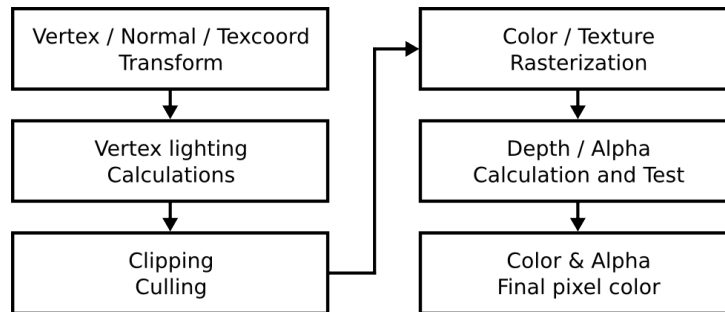 Vertex / Normal / Texcoord
Transform
Vertex lighting
Calculations
Clipping
Culling
Color / Texture
Rasterization
Depth / Alpha
Calculation and Test
Color & Alpha
Final pixel color